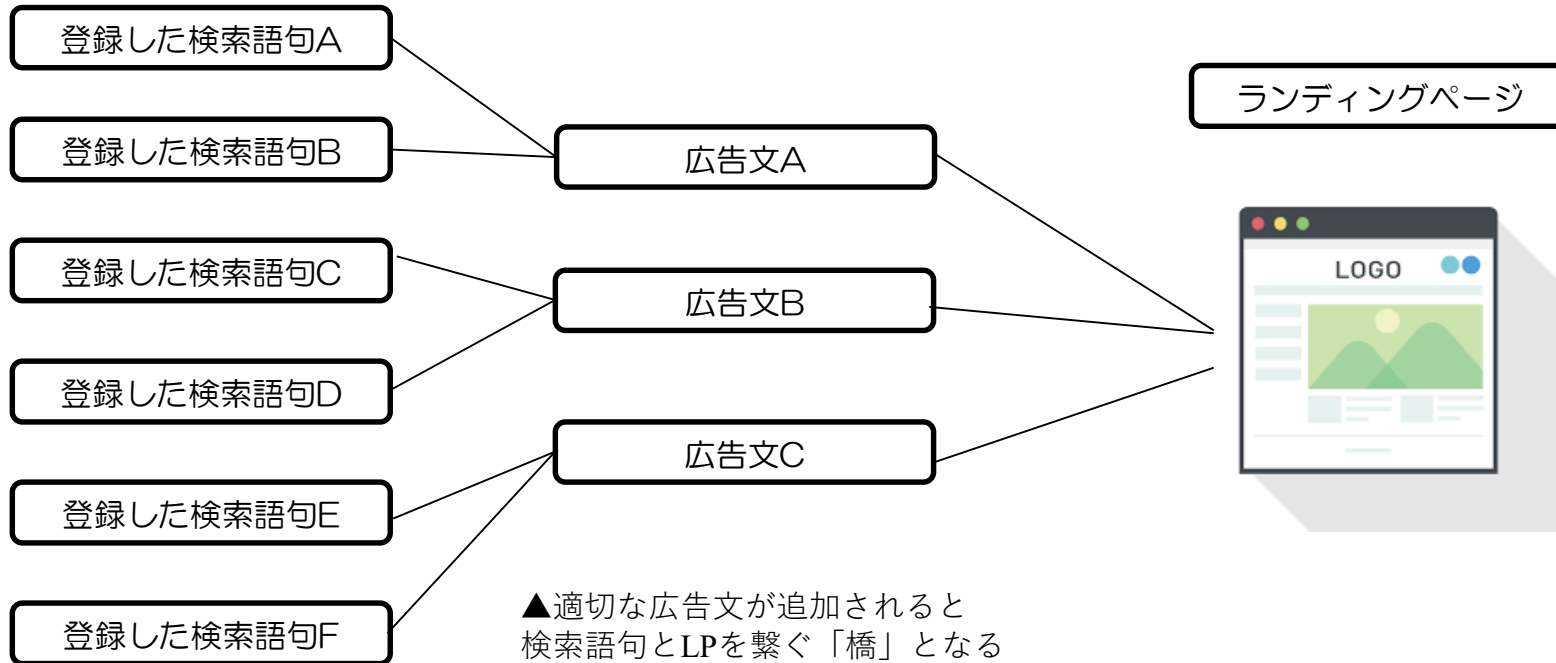 登録した検索語句A
登録した検索語句B
登録した検索語句C
登録した検索語句D
登録した検索語句E
登録した検索語句F
広告文A
広告文B
広告文C
▲適切な広告文が追加されると
検索語句とLPを繋ぐ「橋」となる
ランディングページ
LOGO